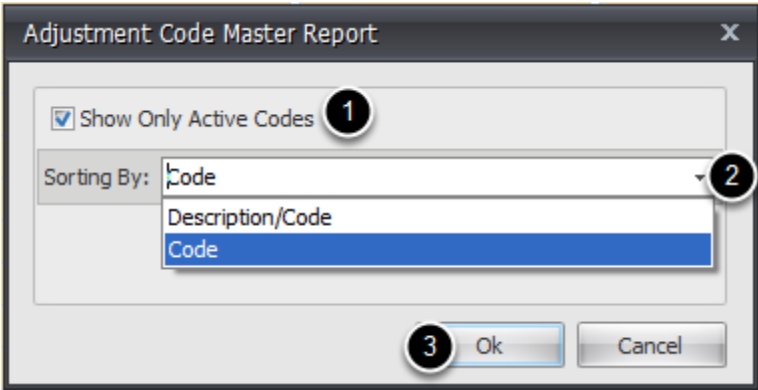 Adjustment Code Master Report x
Show Only Active Codes 1
Sorting By: Code 2
Description/Code
Code
3 Ok Cancel